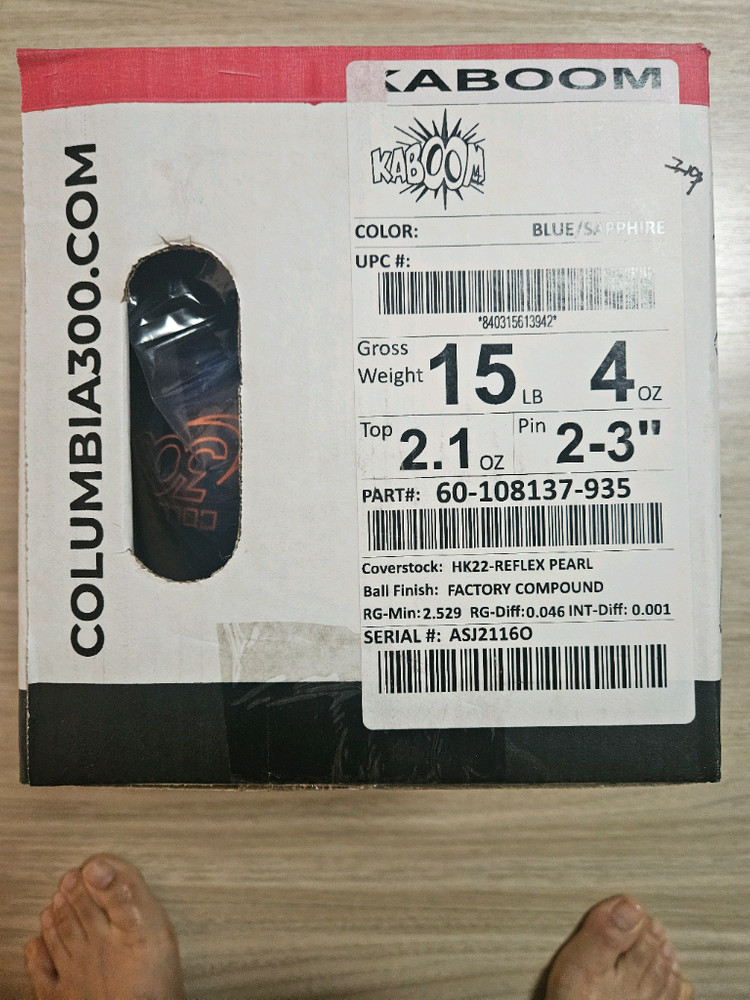 COLUMBIA300.COM
KABOOM
KABOOM
COLOR: BLUE/SAPPHIRE
UPC #:
*840315613942*
Gross Weight 15 LB 4 OZ
Top 2.1 OZ Pin 2-3"
PART#: 60-108137-935
Coverstock: HK22-REFLEX PEARL
Ball Finish: FACTORY COMPOUND
RG-Min: 2.529 RG-Diff:0.046 INT-Diff: 0.001
SERIAL #: ASJ2116O